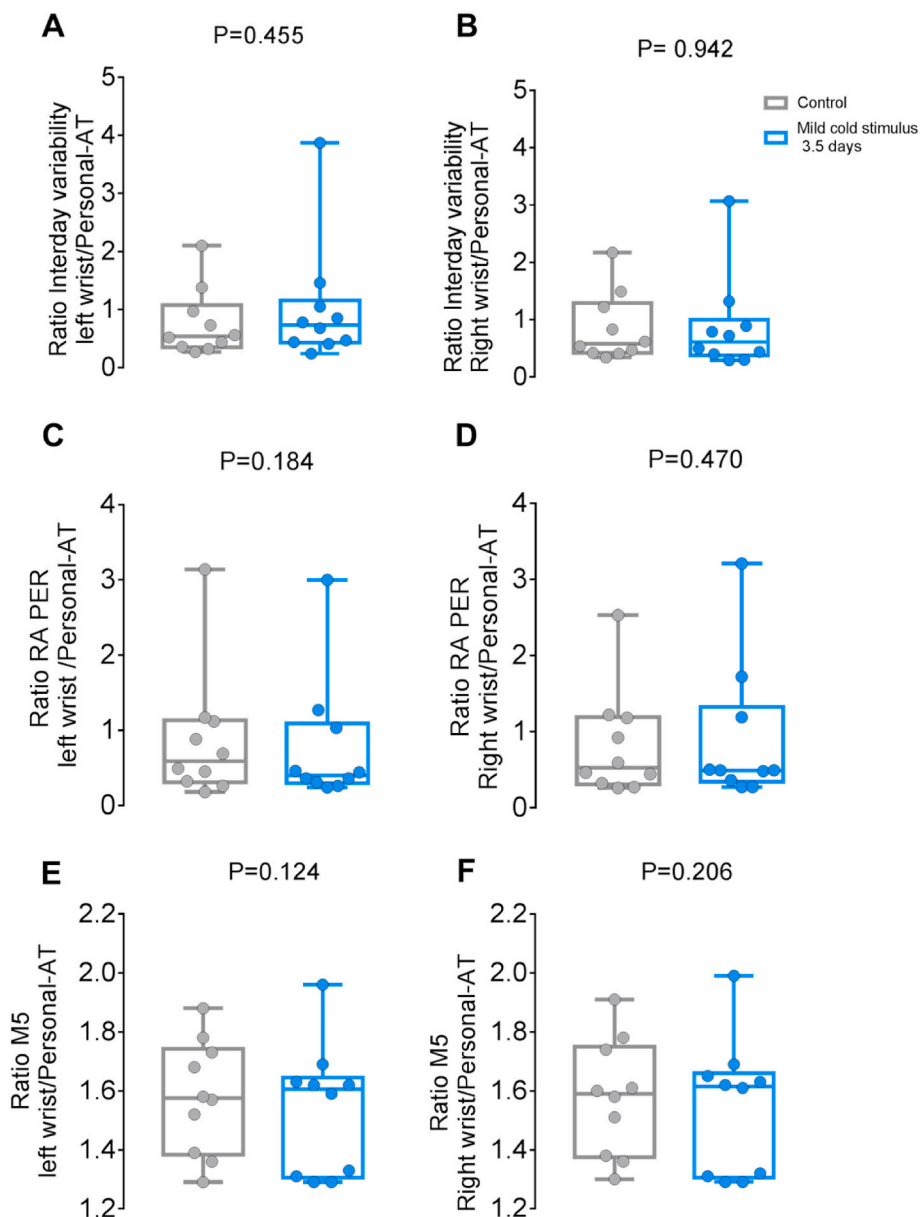 A
P=0.455
Ratio Interday variability
left wrist/Personal-AT
5
4
3
2
1
0
B
P= 0.942
Ratio Interday variability
Right wrist/Personal-AT
5
4
3
2
1
0
Control
Mild cold stimulus
3.5 days
C
P=0.184
Ratio RA PER
left wrist /Personal-AT
4
3
2
1
0
D
P=0.470
Ratio RA PER
Right wrist/Personal-AT
4
3
2
1
0
E
P=0.124
Ratio M5
left wrist/Personal-AT
2.2
2.0
1.8
1.6
1.4
1.2
F
P=0.206
Ratio M5
Right wrist/Personal-AT
2.2
2.0
1.8
1.6
1.4
1.2